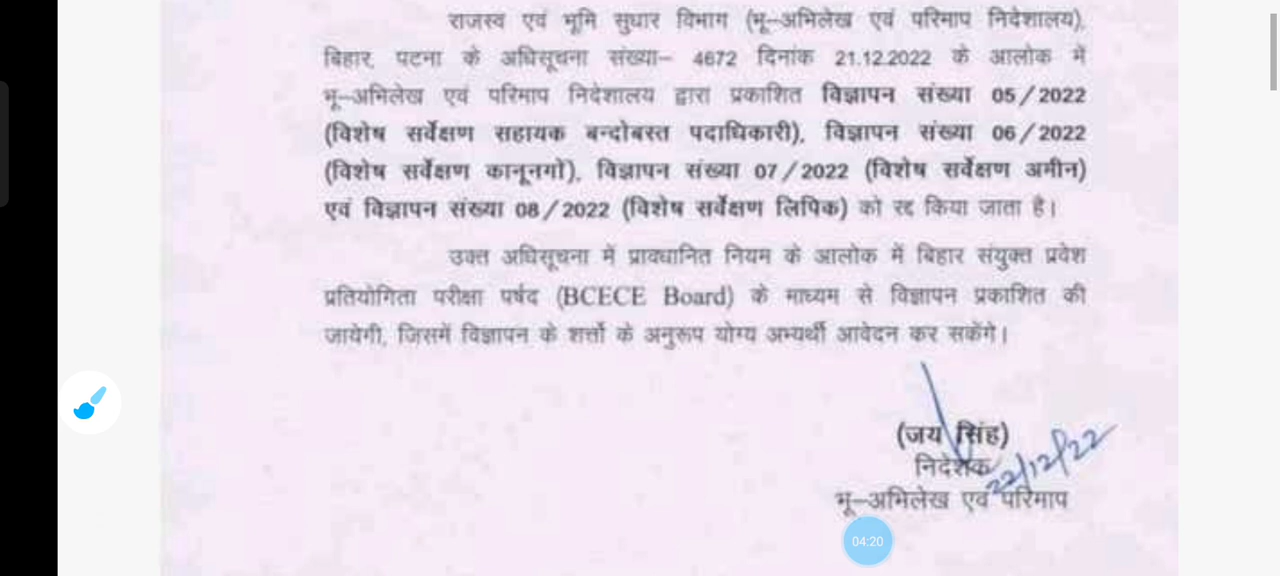 राजस्व एवं भूमि सुधार विभाग (भू–अभिलेख एवं परिमाप निदेशालय),
बिहार, पटना के अधिसूचना संख्या– 4672 दिनांक 21.12.2022 के आलोक में
भू–अभिलेख एवं परिमाप निदेशालय द्वारा प्रकाशित विज्ञापन संख्या 05/2022
(विशेष सर्वेक्षण सहायक बन्दोबस्त पदाधिकारी), विज्ञापन संख्या 06/2022
(विशेष सर्वेक्षण कानूनगो), विज्ञापन संख्या 07/2022 (विशेष सर्वेक्षण अमीन)
एवं विज्ञापन संख्या 08/2022 (विशेष सर्वेक्षण लिपिक) को रद्द किया जाता है।
उक्त अधिसूचना में प्रावधानित नियम के आलोक में बिहार संयुक्त प्रवेश
प्रतियोगिता परीक्षा पर्षद (BCECE Board) के माध्यम से विज्ञापन प्रकाशित की
जायेगी, जिसमें विज्ञापन के शर्त्तो के अनुरूप योग्य अभ्यर्थी आवेदन कर सकेंगे।
(जय सिंह)
निदेशक
22/12/22
भू–अभिलेख एवं परिमाप
04:20